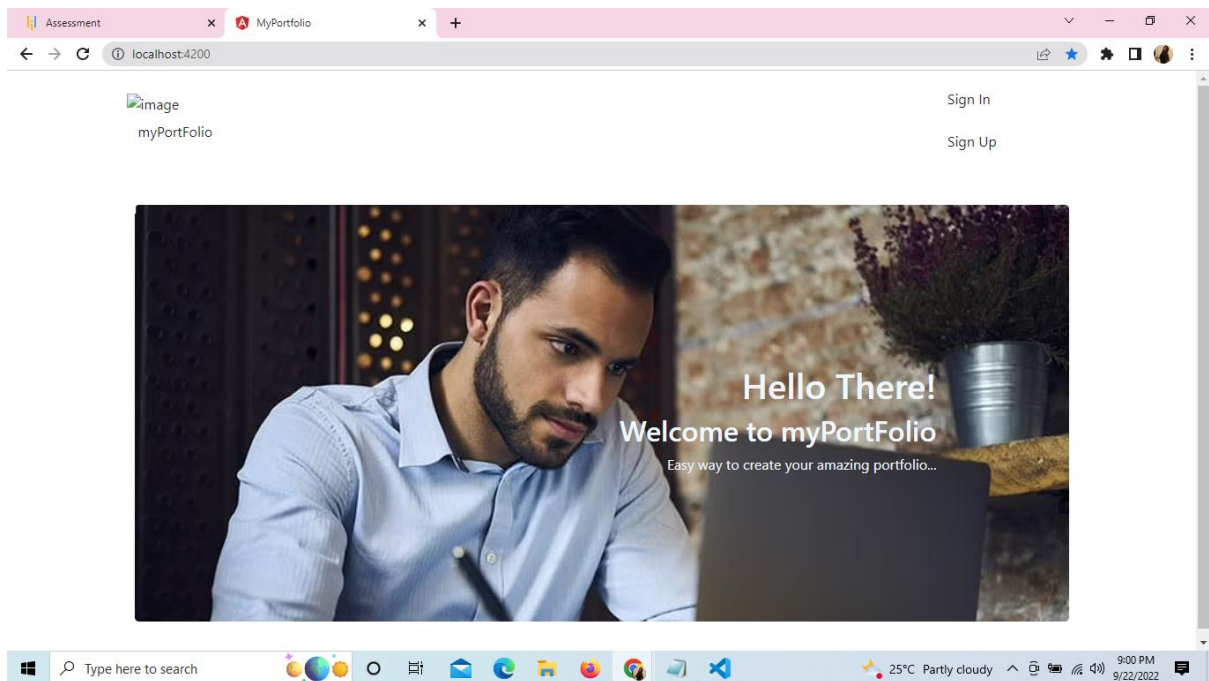 Assessment
MyPortfolio
localhost:4200
image
myPortFolio
Sign In
Sign Up
Hello There!
Welcome to myPortFolio
Easy way to create your amazing portfolio...
Type here to search
25°C Partly cloudy
9:00 PM
9/22/2022